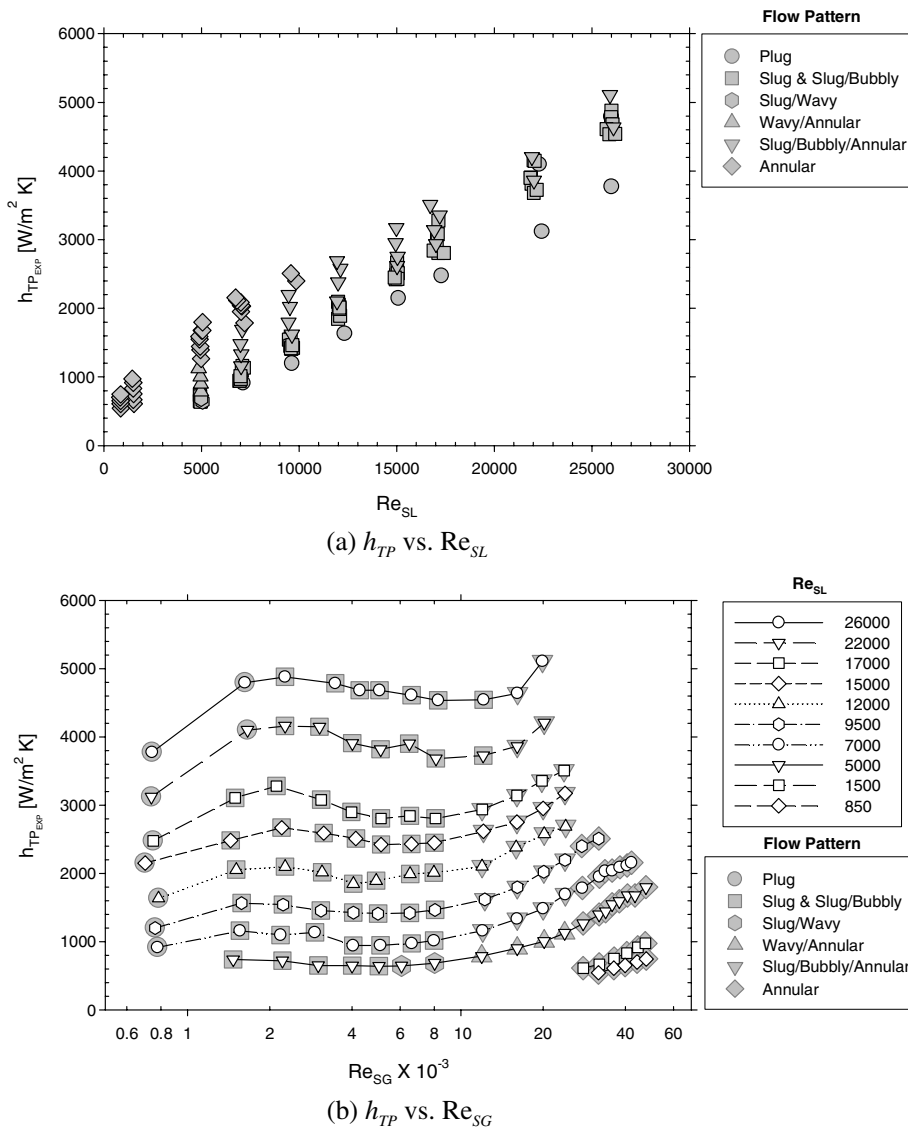 Flow Pattern
Plug
Slug & Slug/Bubbly
Slug/Wavy
Wavy/Annular
Slug/Bubbly/Annular
Annular
6000
5000
4000
3000
2000
1000
0
h_TP_EXP [W/m² K]
0 5000 10000 15000 20000 25000 30000
Re_SL
(a) h_TP vs. Re_SL
Re_SL
26000
22000
17000
15000
12000
9500
7000
5000
1500
850
Flow Pattern
Plug
Slug & Slug/Bubbly
Slug/Wavy
Wavy/Annular
Slug/Bubbly/Annular
Annular
6000
5000
4000
3000
2000
1000
0
h_TP_EXP [W/m² K]
0.6 0.8 1 2 4 6 8 10 20 40 60
Re_SG X 10⁻³
(b) h_TP vs. Re_SG